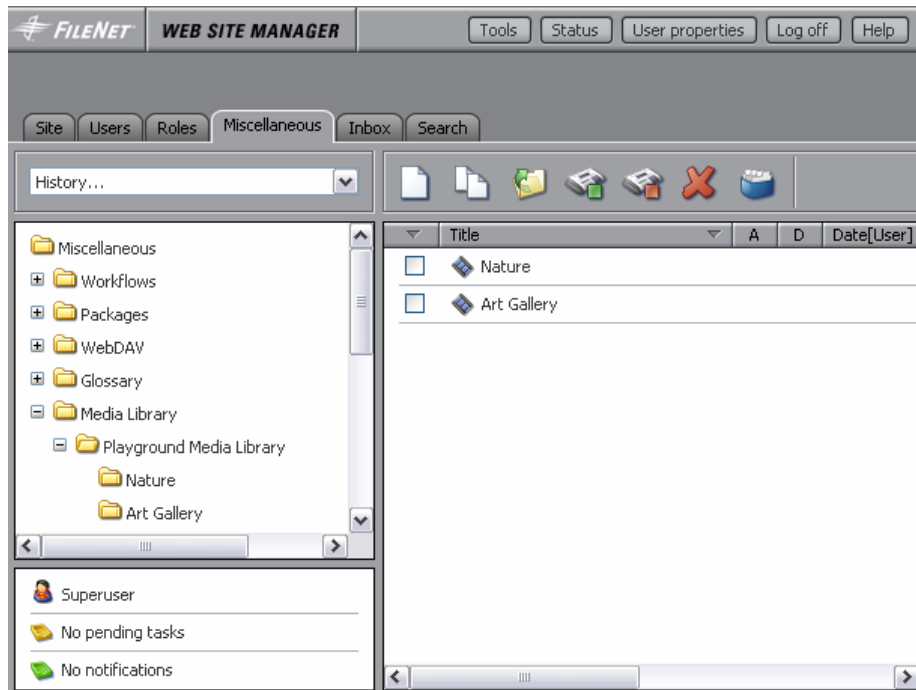 FILENET WEB SITE MANAGER Tools Status User properties Log off Help
Site Users Roles Miscellaneous Inbox Search
History...
Miscellaneous
Workflows
Packages
WebDAV
Glossary
Media Library
Playground Media Library
Nature
Art Gallery
Title A D Date[User]
Nature
Art Gallery
Superuser
No pending tasks
No notifications